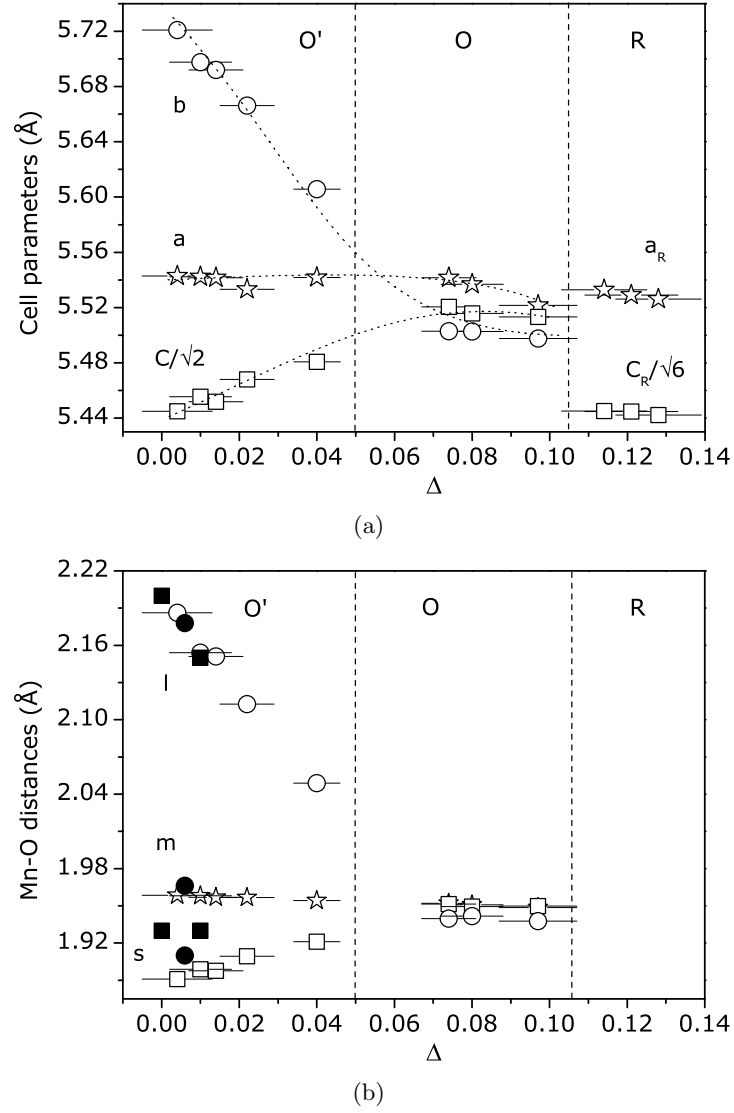 5.72
5.68
5.64
5.60
5.56
5.52
5.48
5.44
Cell parameters (Å)
O'
O
R
b
a
a_R
C/√2
C_R/√6
0.00 0.02 0.04 0.06 0.08 0.10 0.12 0.14
Δ
(a)
2.22
2.16
2.10
2.04
1.98
1.92
Mn-O distances (Å)
O'
O
R
l
m
s
0.00 0.02 0.04 0.06 0.08 0.10 0.12 0.14
Δ
(b)